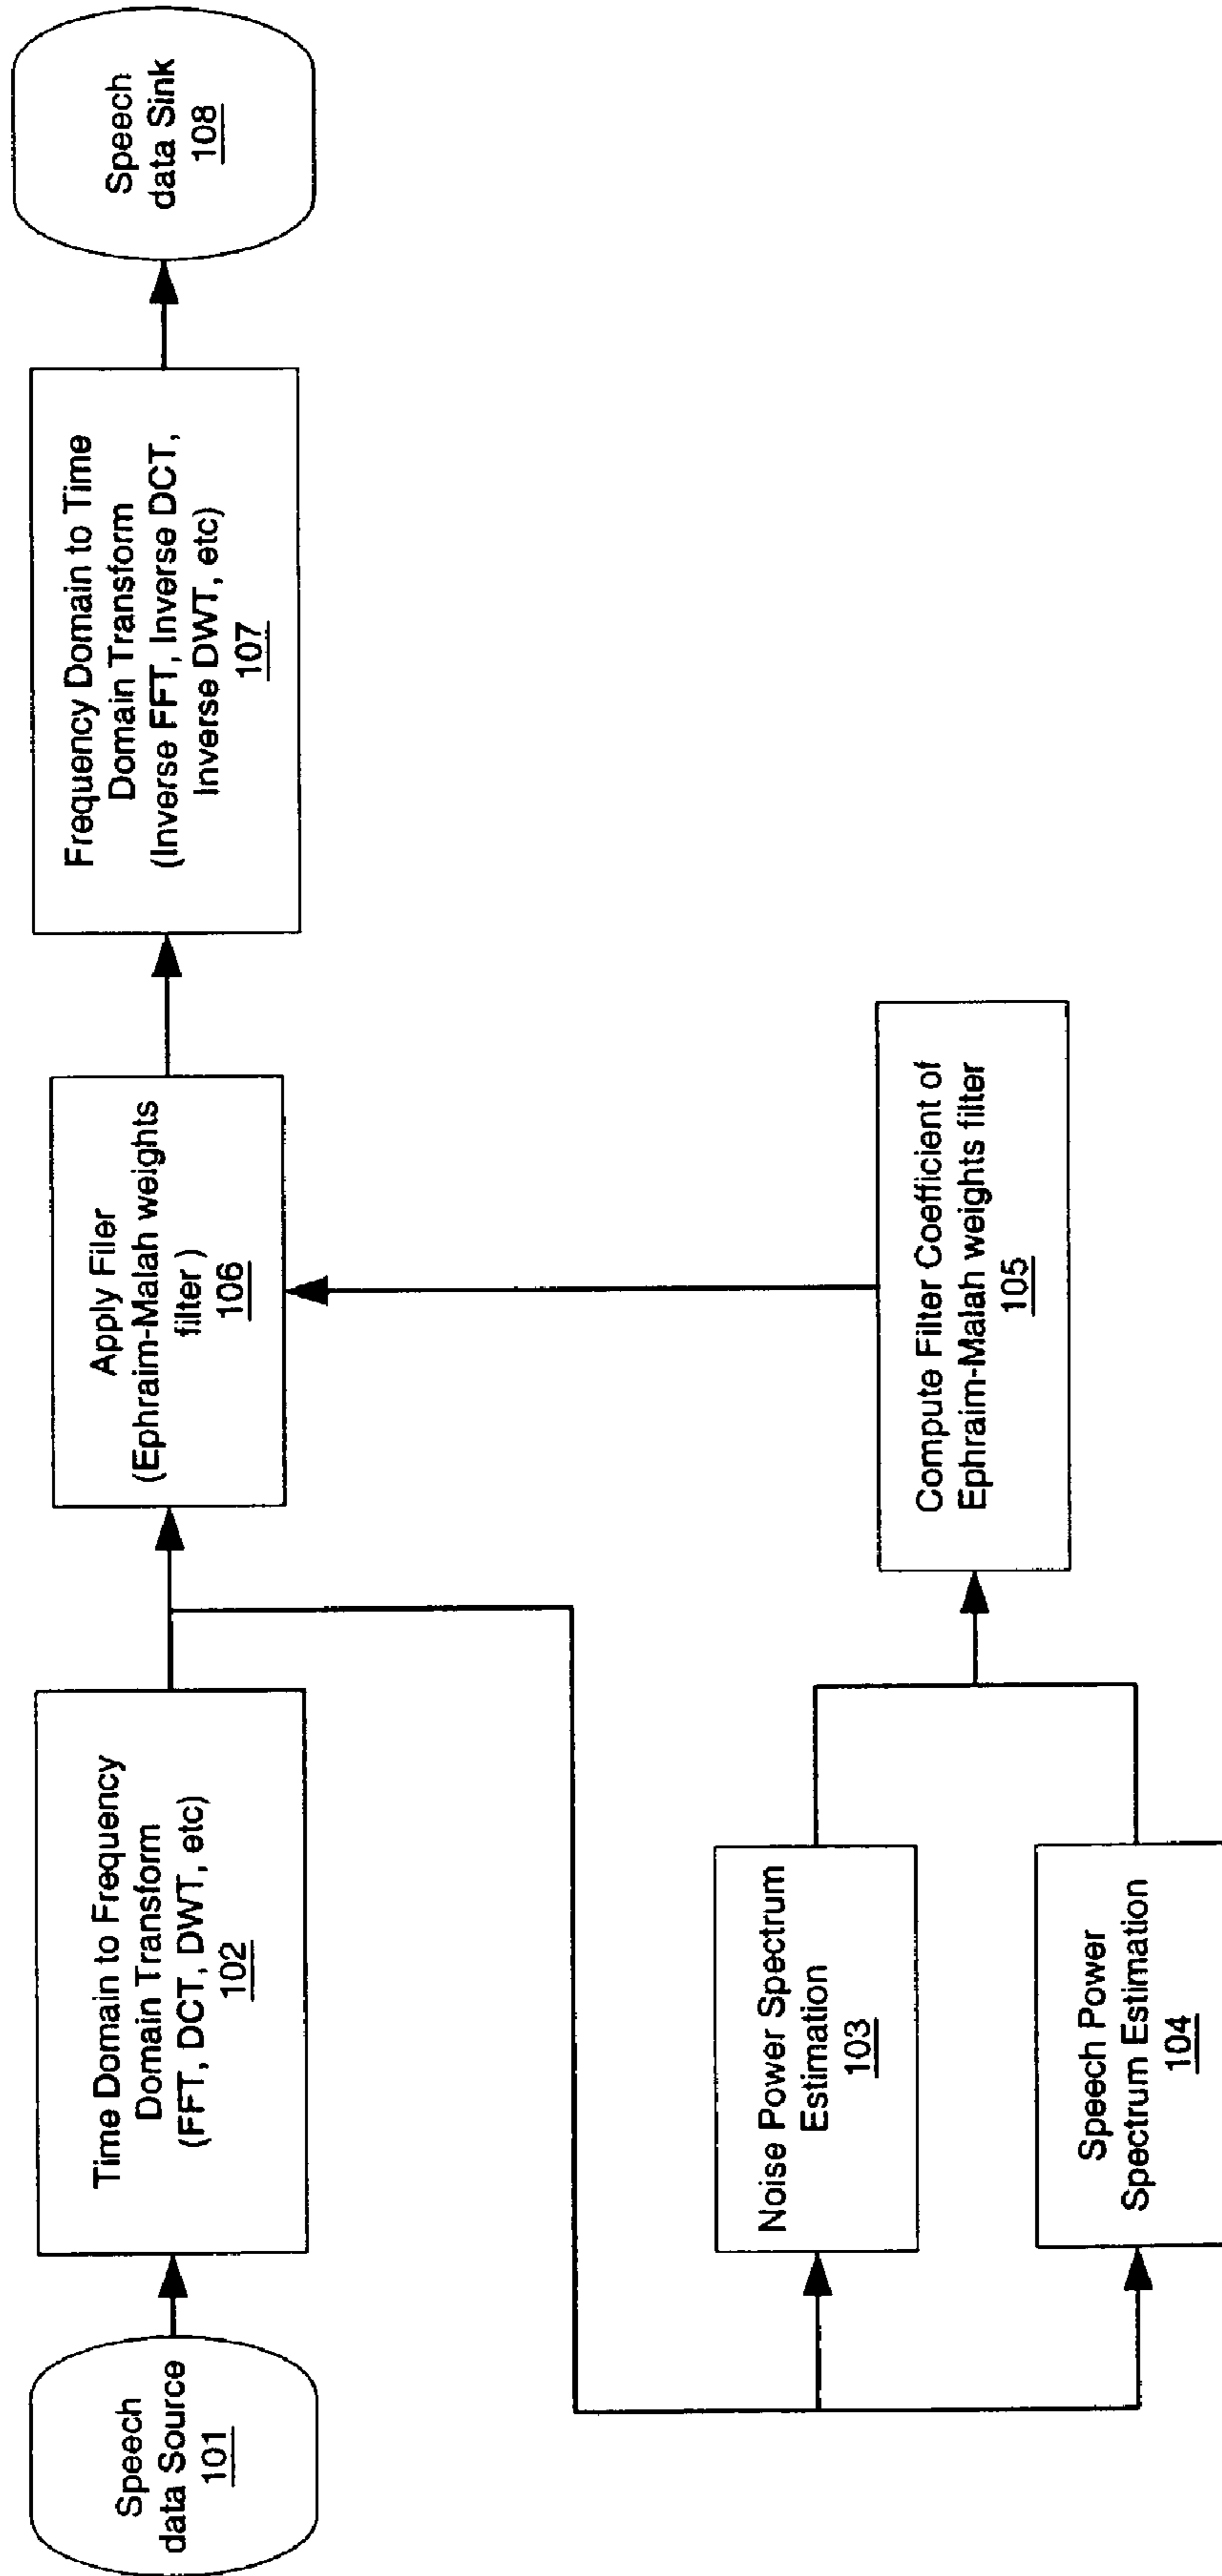 Speech
data Source
101
Time Domain to Frequency
Domain Transform
(FFT, DCT, DWT, etc)
102
Apply Filer
(Ephraim-Malah weights
filter )
106
Frequency Domain to Time
Domain Transform
(Inverse FFT, Inverse DCT,
Inverse DWT, etc)
107
Speech
data Sink
108
Noise Power Spectrum
Estimation
103
Speech Power
Spectrum Estimation
104
Compute Filter Coefficient of
Ephraim-Malah weights filter
105